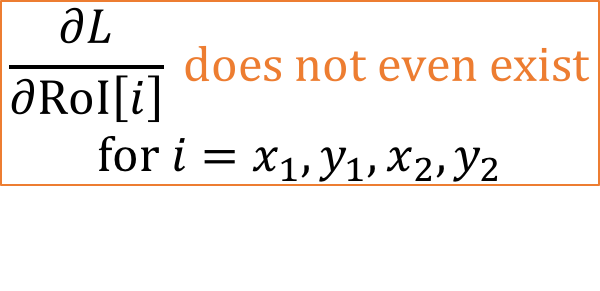 ∂L/∂RoI[i] does not even exist
for i = x₁, y₁, x₂, y₂